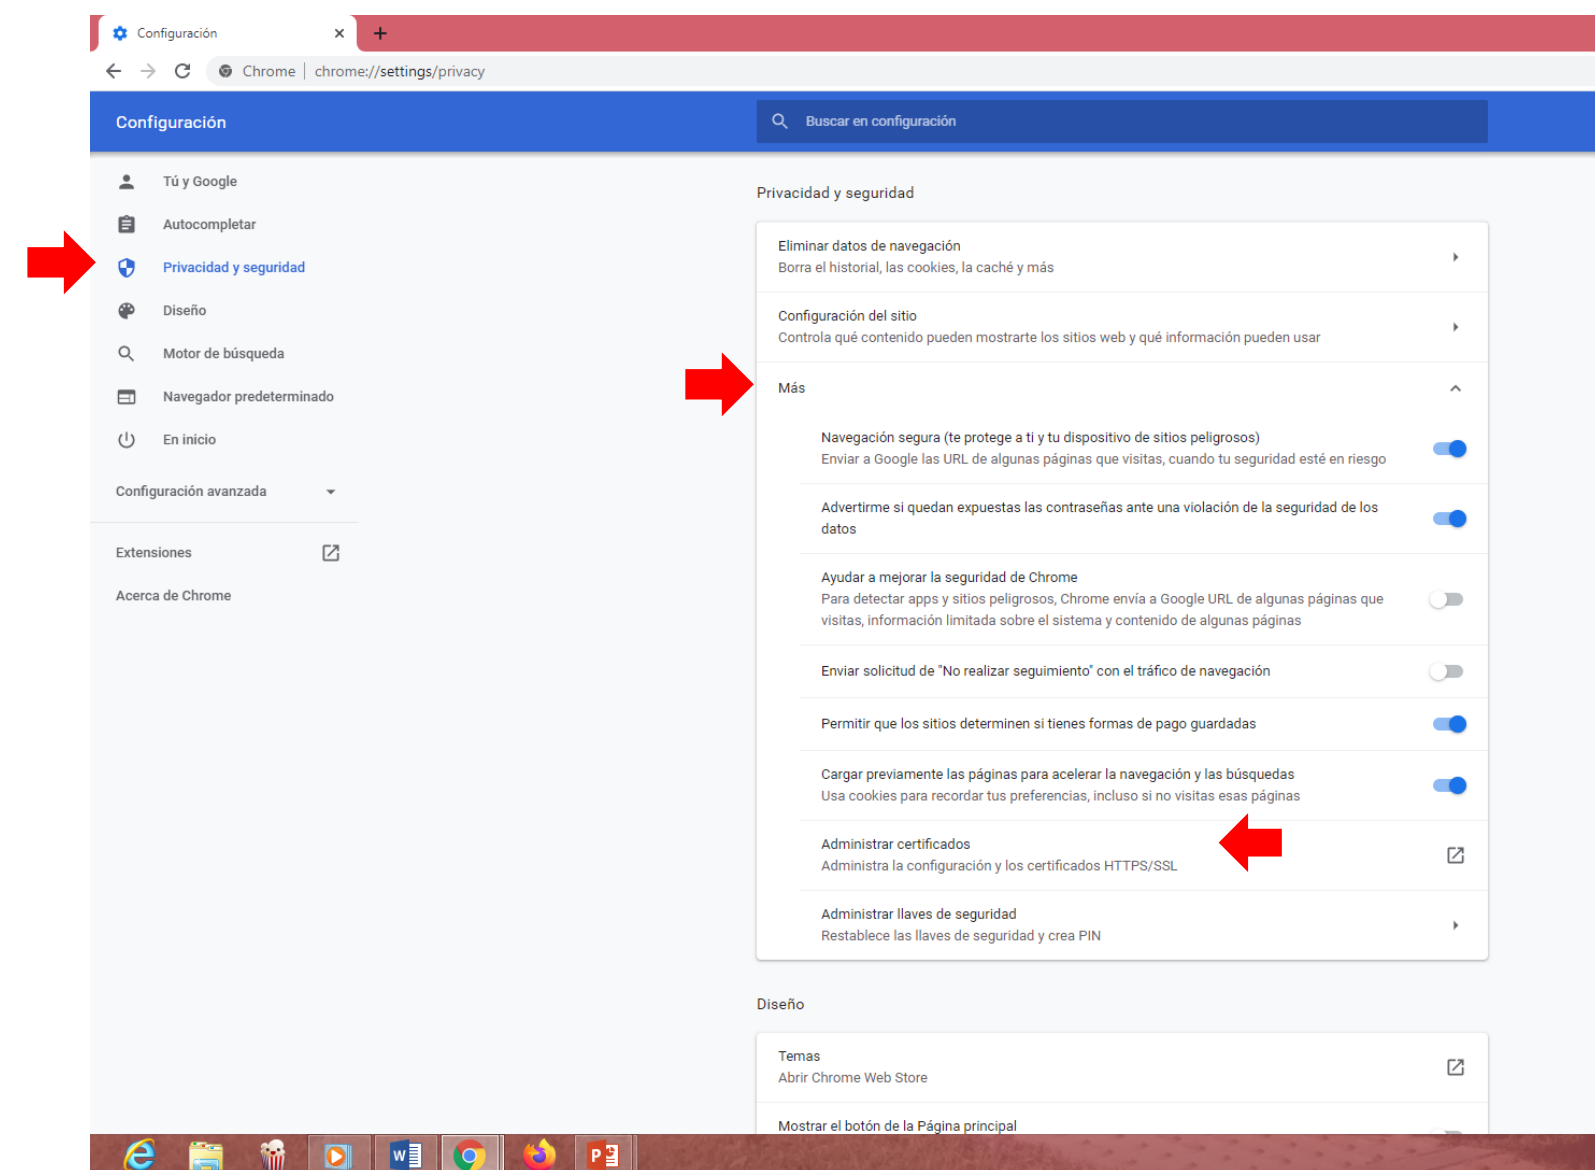 Configuración
Chrome | chrome://settings/privacy
Configuración
Buscar en configuración
Tú y Google
Autocompletar
Privacidad y seguridad
Diseño
Motor de búsqueda
Navegador predeterminado
En inicio
Configuración avanzada
Extensiones
Acerca de Chrome
Privacidad y seguridad
Eliminar datos de navegación
Borra el historial, las cookies, la caché y más
Configuración del sitio
Controla qué contenido pueden mostrarte los sitios web y qué información pueden usar
Más
Navegación segura (te protege a ti y tu dispositivo de sitios peligrosos)
Enviar a Google las URL de algunas páginas que visitas, cuando tu seguridad esté en riesgo
Advertirme si quedan expuestas las contraseñas ante una violación de la seguridad de los
datos
Ayudar a mejorar la seguridad de Chrome
Para detectar apps y sitios peligrosos, Chrome envía a Google URL de algunas páginas que
visitas, información limitada sobre el sistema y contenido de algunas páginas
Enviar solicitud de "No realizar seguimiento" con el tráfico de navegación
Permitir que los sitios determinen si tienes formas de pago guardadas
Cargar previamente las páginas para acelerar la navegación y las búsquedas
Usa cookies para recordar tus preferencias, incluso si no visitas esas páginas
Administrar certificados
Administra la configuración y los certificados HTTPS/SSL
Administrar llaves de seguridad
Restablece las llaves de seguridad y crea PIN
Diseño
Temas
Abrir Chrome Web Store
Mostrar el botón de la Página principal